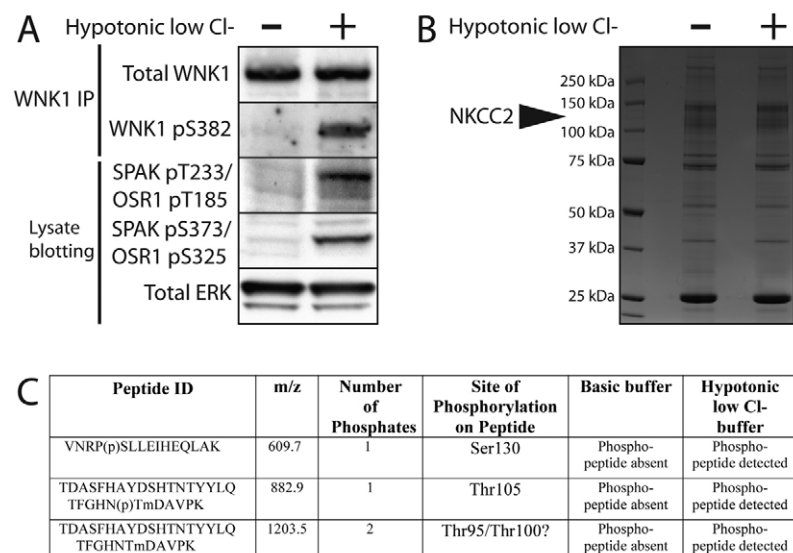 A
Hypotonic low Cl- − +
WNK1 IP
Total WNK1
WNK1 pS382
Lysate
blotting
SPAK pT233/
OSR1 pT185
SPAK pS373/
OSR1 pS325
Total ERK
B
Hypotonic low Cl- − +
NKCC2
250 kDa
150 kDa
100 kDa
75 kDa
50 kDa
37 kDa
25 kDa
C
Peptide ID m/z Number Site of Basic buffer Hypotonic
of Phosphorylation low Cl-
Phosphates on Peptide buffer
VNRP(p)SLLEIHEQLAK 609.7 1 Ser130 Phospho- Phospho-
peptide absent peptide detected
TDASFHAYDSHTNTYYLQ 882.9 1 Thr105 Phospho- Phospho-
TFGHN(p)TmDAVPK peptide absent peptide detected
TDASFHAYDSHTNTYYLQ 1203.5 2 Thr95/Thr100? Phospho- Phospho-
TFGHNTmDAVPK peptide absent peptide detected